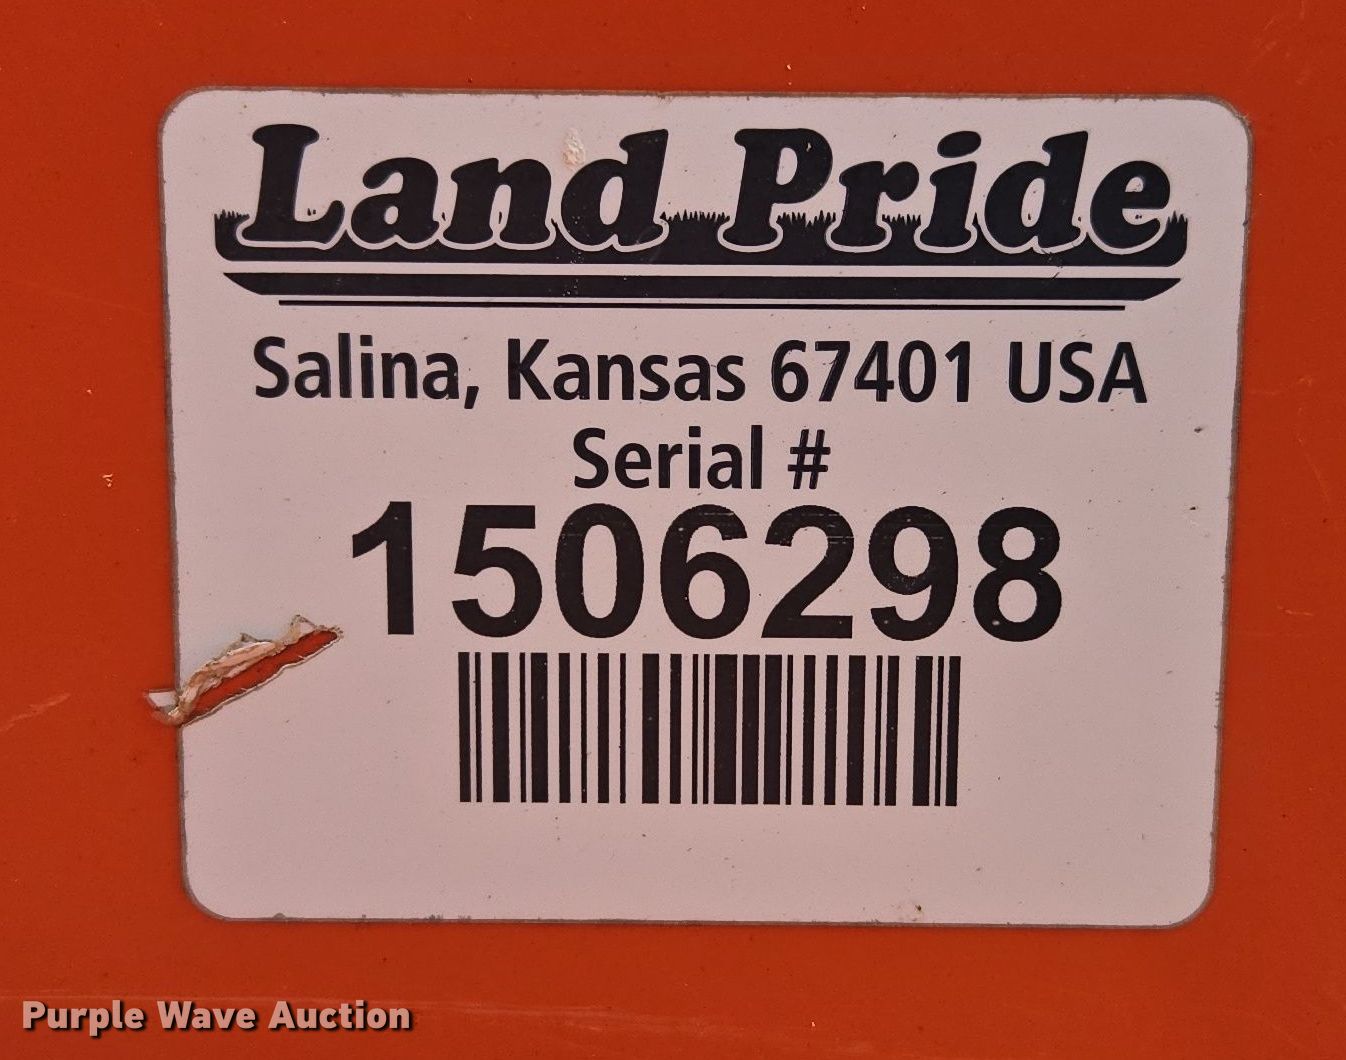 Land Pride
Salina, Kansas 67401 USA
Serial #
1506298
Purple Wave Auction